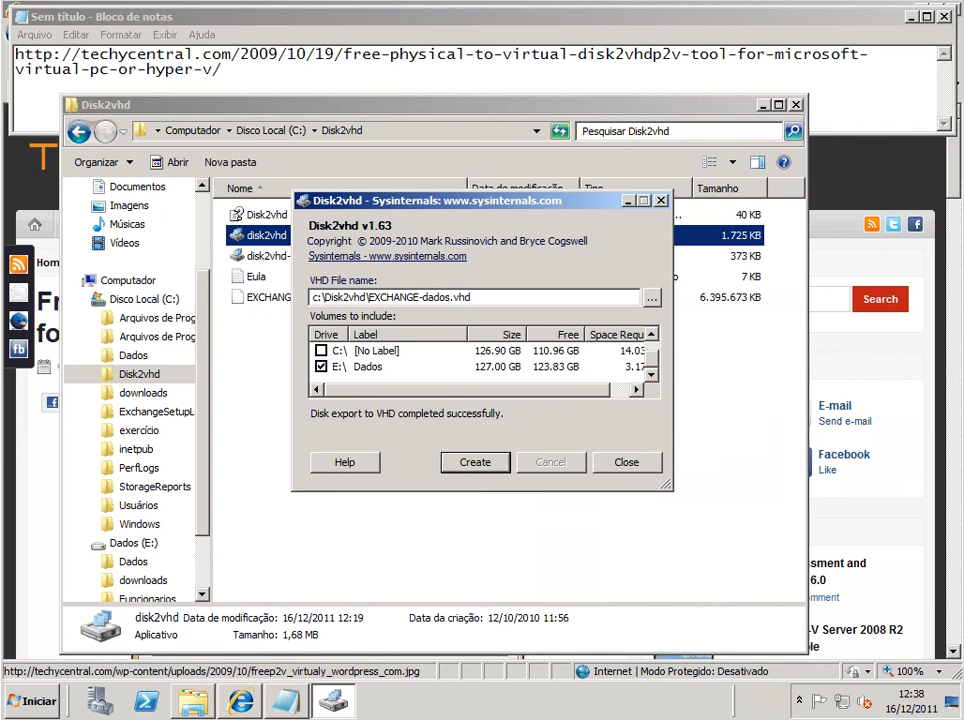 Sem título - Bloco de notas
Arquivo Editar Formatar Exibir Ajuda
http://techycentral.com/2009/10/19/free-physical-to-virtual-disk2vhdp2v-tool-for-microsoft-
virtual-pc-or-hyper-v/
Disk2vhd
Computador Disco Local (C:) Disk2vhd
Pesquisar Disk2vhd
Organizar Abrir Nova pasta
Nome Data de modificação Tipo Tamanho
Documentos
Imagens
Músicas
Vídeos
Computador
Disco Local (C:)
Arquivos de Prog
Arquivos de Prog
Dados
Disk2vhd
downloads
ExchangeSetupL
exercício
inetpub
PerfLogs
StorageReports
Usuários
Windows
Dados (E:)
Dados
downloads
Funcionarios
Disk2vhd 40 KB
disk2vhd 1.725 KB
disk2vhd- 373 KB
Eula 7 KB
EXCHANG 6.395.673 KB
Disk2vhd - Sysinternals: www.sysinternals.com
Disk2vhd v1.63
Copyright © 2009-2010 Mark Russinovich and Bryce Cogswell
Sysinternals - www.sysinternals.com
VHD File name:
c:\Disk2vhd\EXCHANGE-dados.vhd
...
Volumes to include:
Drive Label Size Free Space Requ
C:\ [No Label] 126.90 GB 110.96 GB 14.03
E:\ Dados 127.00 GB 123.83 GB 3.17
Disk export to VHD completed successfully.
Help Create Cancel Close
disk2vhd Data de modificação: 16/12/2011 12:19 Data da criação: 12/10/2010 11:56
Aplicativo Tamanho: 1,68 MB
T
Hom
Fr
fo
Search
E-mail
Send e-mail
Facebook
Like
sment and
6.0
omment
V Server 2008 R2
http://techycentral.com/wp-content/uploads/2009/10/freep2v_virtualy_wordpress_com.jpg
Internet | Modo Protegido: Desativado
100%
Iniciar
12:38
16/12/2011